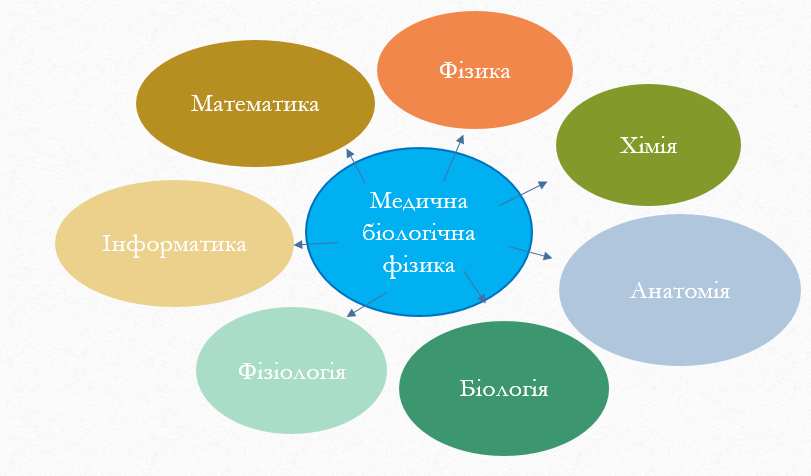 Фізика
Математика
Хімія
Медична
біологічна
фізика
Інформатика
Анатомія
Фізіологія
Біологія